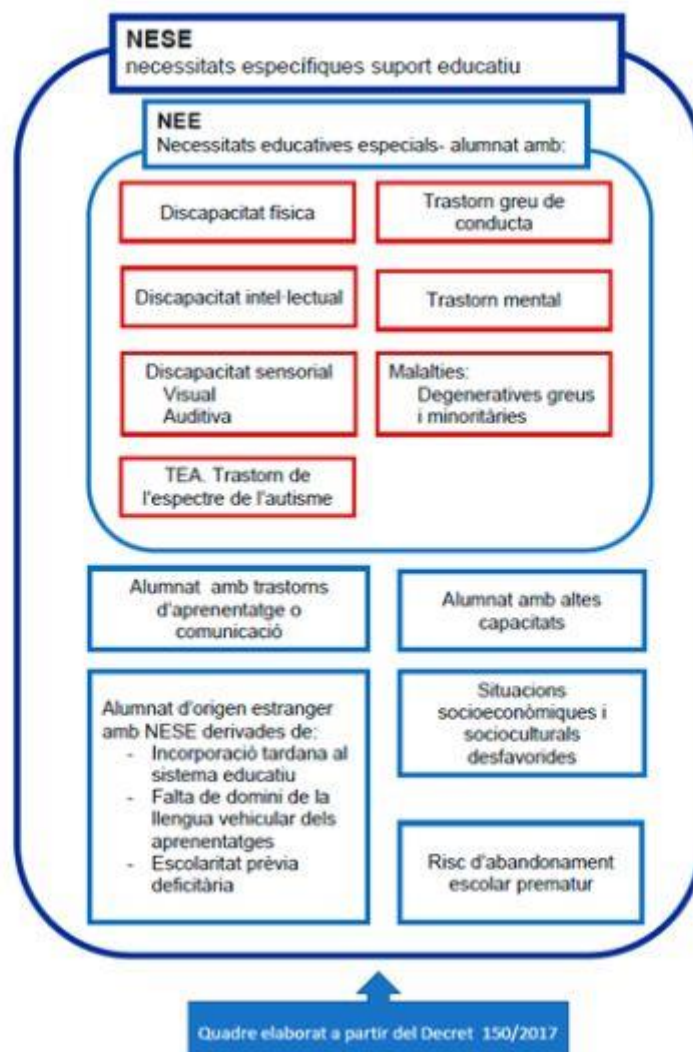 NESE
necessitats específiques suport educatiu
NEE
Necessitats educatives especials- alumnat amb:
Discapacitat física
Trastorn greu de
conducta
Discapacitat intel·lectual
Trastorn mental
Discapacitat sensorial
Visual
Auditiva
Malalties:
Degeneratives greus
i minoritàries
TEA. Trastorn de
l'espectre de l'autisme
Alumnat amb trastorns
d'aprenentatge o
comunicació
Alumnat amb altes
capacitats
Alumnat d'origen estranger
amb NESE derivades de:
- Incorporació tardana al
sistema educatiu
- Falta de domini de la
llengua vehicular dels
aprenentatges
- Escolaritat prèvia
deficitària
Situacions
socioeconòmiques i
socioculturals
desfavorides
Risc d'abandonament
escolar prematur
Quadre elaborat a partir del Decret 150/2017